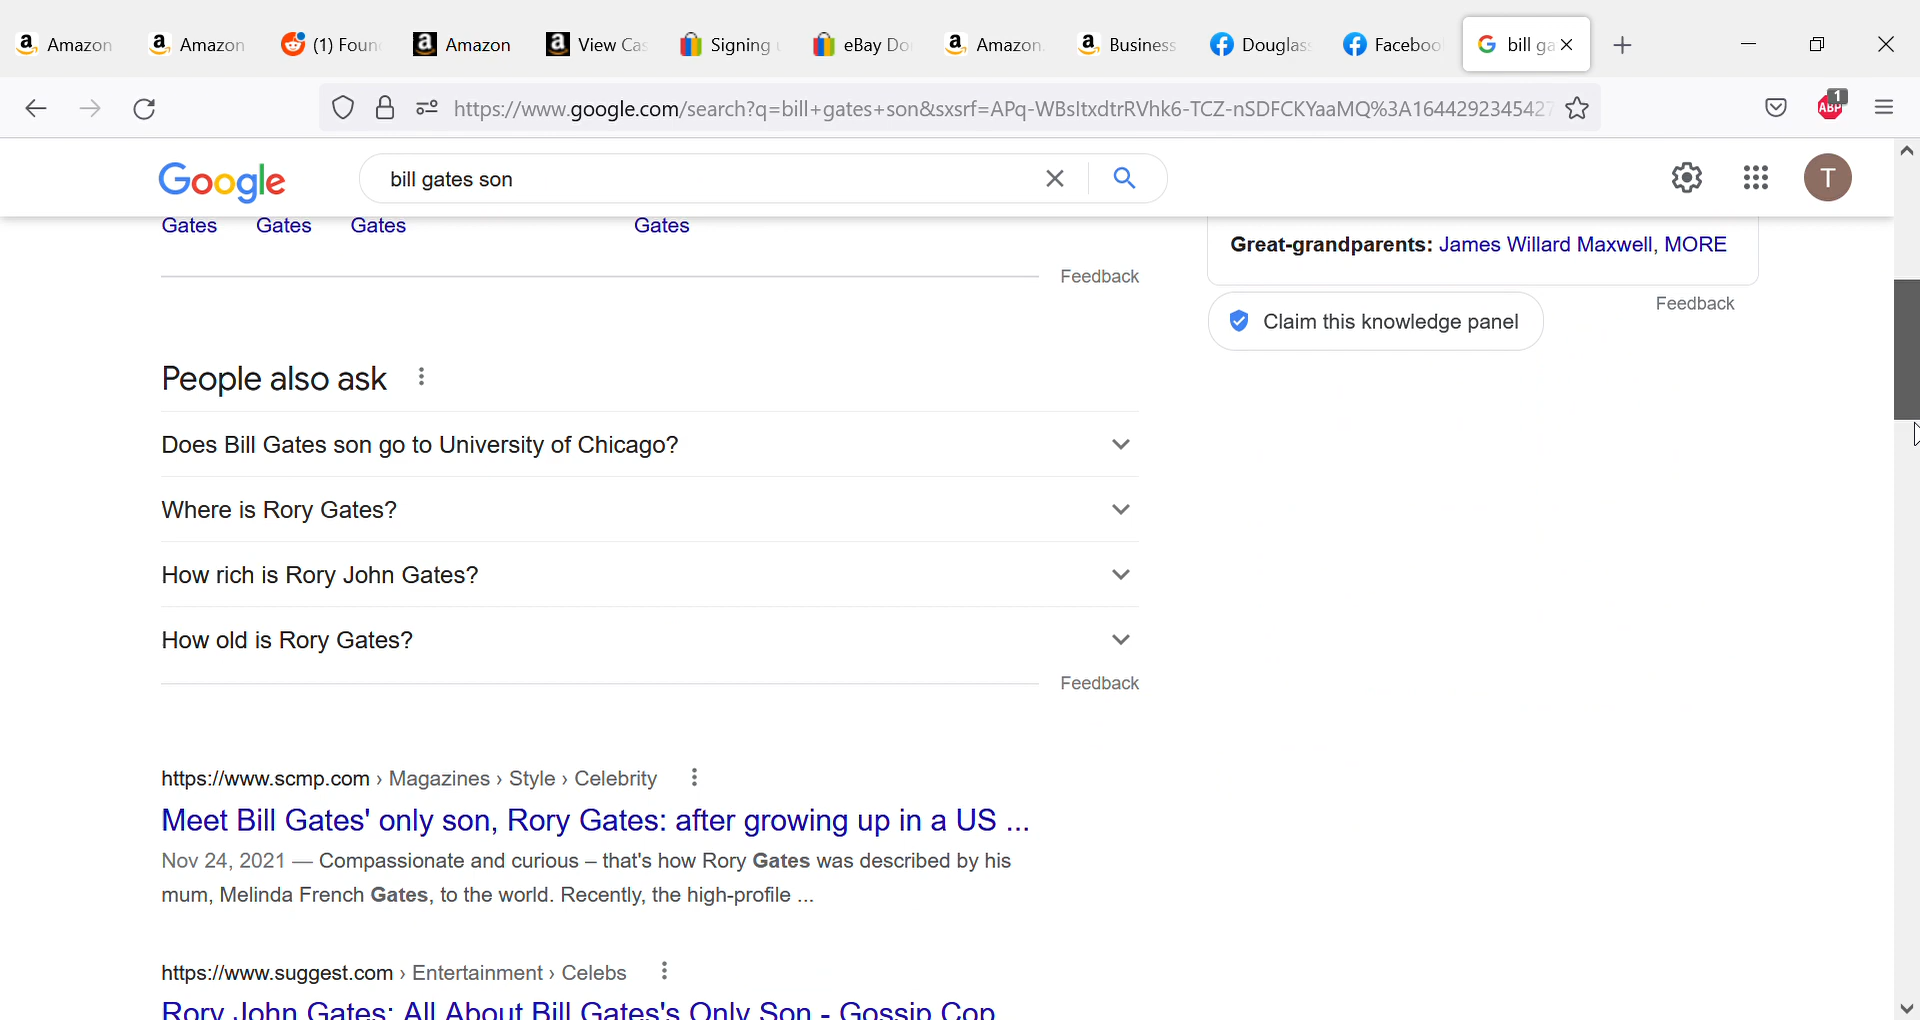 Amazon
Amazon
(1) Foun
Amazon
View Cas
Signing
eBay Do
Amazon.
Business
Douglas
Faceboo
bill ga
https://www.google.com/search?q=bill+gates+son&sxsrf=APq-WBsltxdtrRVhk6-TCZ-nSDFCKYaaMQ%3A1644292345427
ABP
1
Google
bill gates son
T
Gates Gates Gates Gates
Great-grandparents: James Willard Maxwell, MORE
Feedback
Feedback
Claim this knowledge panel
People also ask
Does Bill Gates son go to University of Chicago?
Where is Rory Gates?
How rich is Rory John Gates?
How old is Rory Gates?
Feedback
https://www.scmp.com › Magazines › Style › Celebrity
Meet Bill Gates' only son, Rory Gates: after growing up in a US ...
Nov 24, 2021 — Compassionate and curious – that's how Rory Gates was described by his
mum, Melinda French Gates, to the world. Recently, the high-profile ...
https://www.suggest.com › Entertainment › Celebs
Rory John Gates: All About Bill Gates's Only Son - Gossip Cop